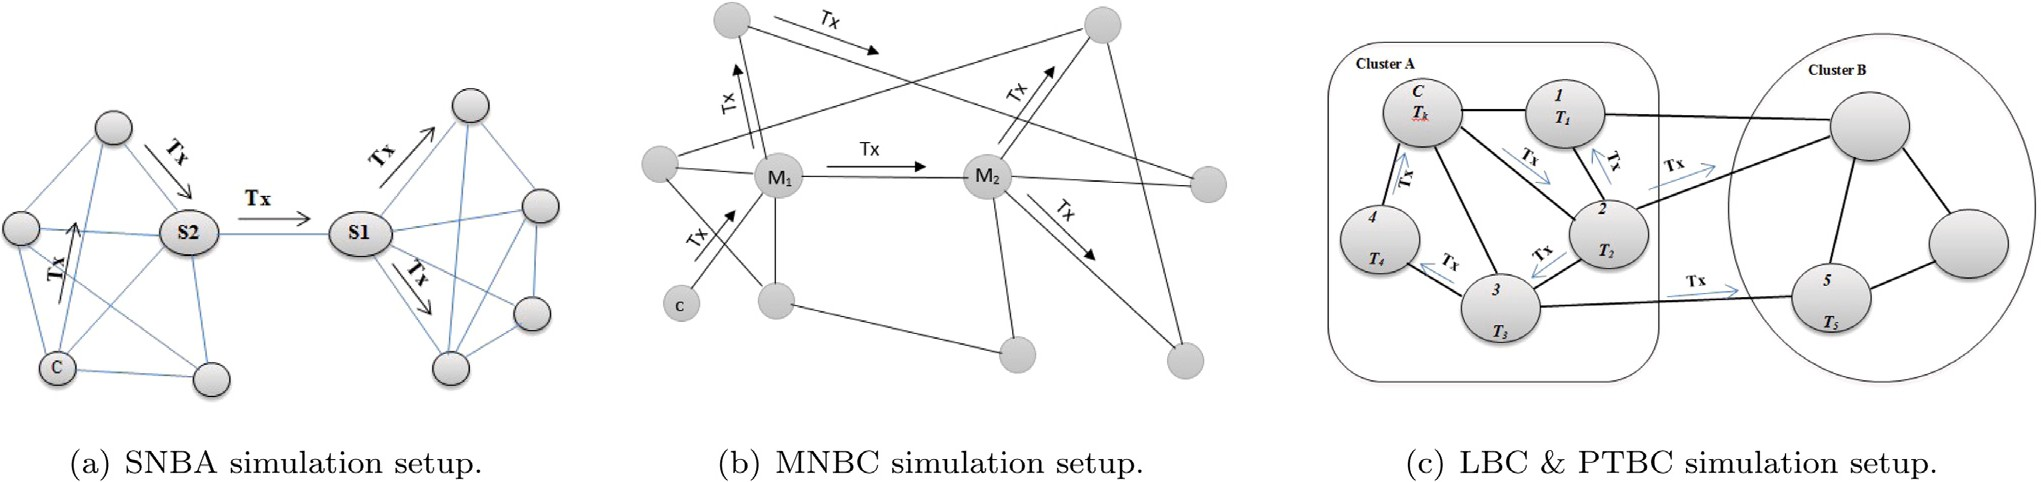 Tx
S2
Tx
S1
Tx
Tx
Tx
C
(a) SNBA simulation setup.
Tx
Tx
Tx
Tx
M1
M2
Tx
Tx
C
(b) MNBC simulation setup.
Cluster A
Cluster B
C
Tk
1
T1
Tx
Tx
Tx
Tx
4
T4
2
T2
Tx
Tx
3
T3
Tx
5
T5
(c) LBC & PTBC simulation setup.